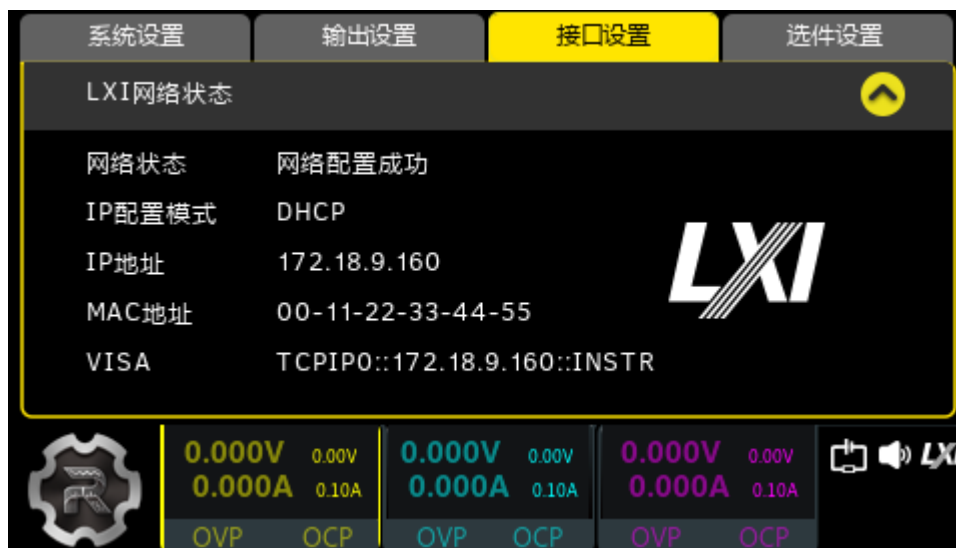 系统设置 输出设置 接口设置 选件设置
LXI网络状态
网络状态 网络配置成功
IP配置模式 DHCP
IP地址 172.18.9.160
MAC地址 00-11-22-33-44-55
VISA TCPIP0::172.18.9.160::INSTR
LXI
0.000V 0.00V 0.000V 0.00V 0.000V 0.00V LXI
0.000A 0.10A 0.000A 0.10A 0.000A 0.10A
OVP OCP OVP OCP OVP OCP
R